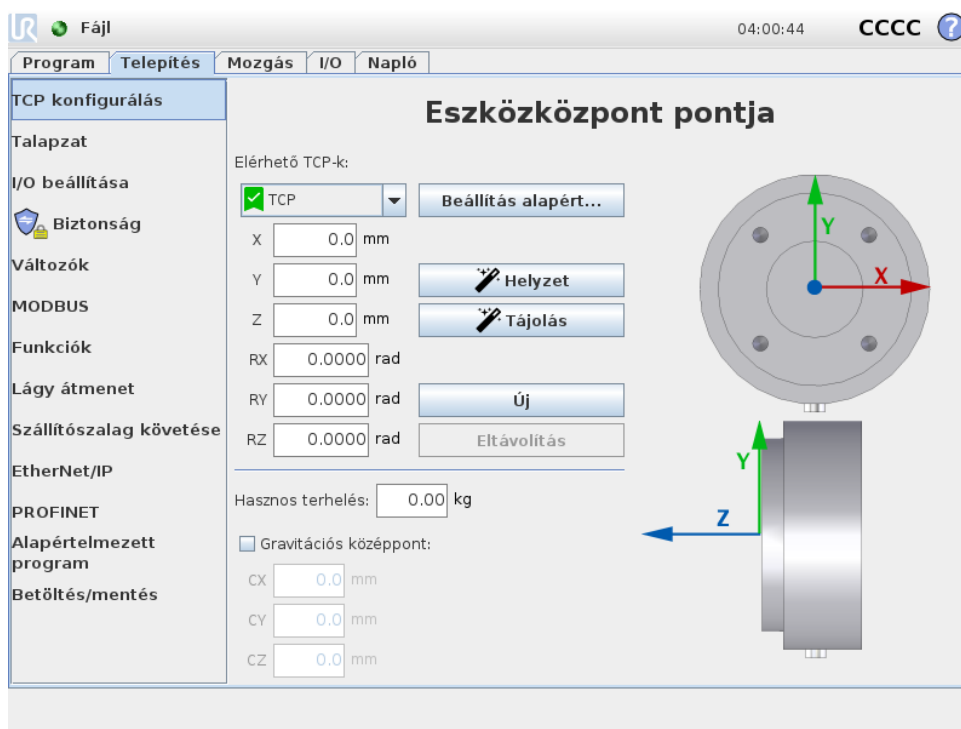 UR Fájl 04:00:44 CCCC ?
Program Telepítés Mozgás I/O Napló
TCP konfigurálás
Talapzat
I/O beállítása
Biztonság
Változók
MODBUS
Funkciók
Lágy átmenet
Szállítószalag követése
EtherNet/IP
PROFINET
Alapértelmezett
program
Betöltés/mentés
Eszközközpont pontja
Elérhető TCP-k:
TCP Beállítás alapért...
X 0.0 mm
Y 0.0 mm Helyzet
Z 0.0 mm Tájolás
RX 0.0000 rad
RY 0.0000 rad Új
RZ 0.0000 rad Eltávolítás
Hasznos terhelés: 0.00 kg
Gravitációs középpont:
CX 0.0 mm
CY 0.0 mm
CZ 0.0 mm
Y
X
Y
Z